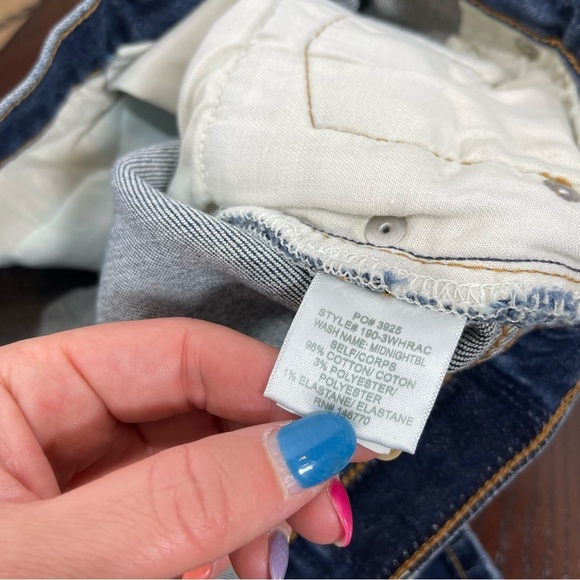 PO# 3925
STYLE# 190-3WHRAC
WASH NAME: MIDNIGHTBL
SELF/CORPS
96% COTTON/ COTON
3% POLYESTER/
POLYESTER
1% ELASTANE/ ELASTANE
RN# 146770